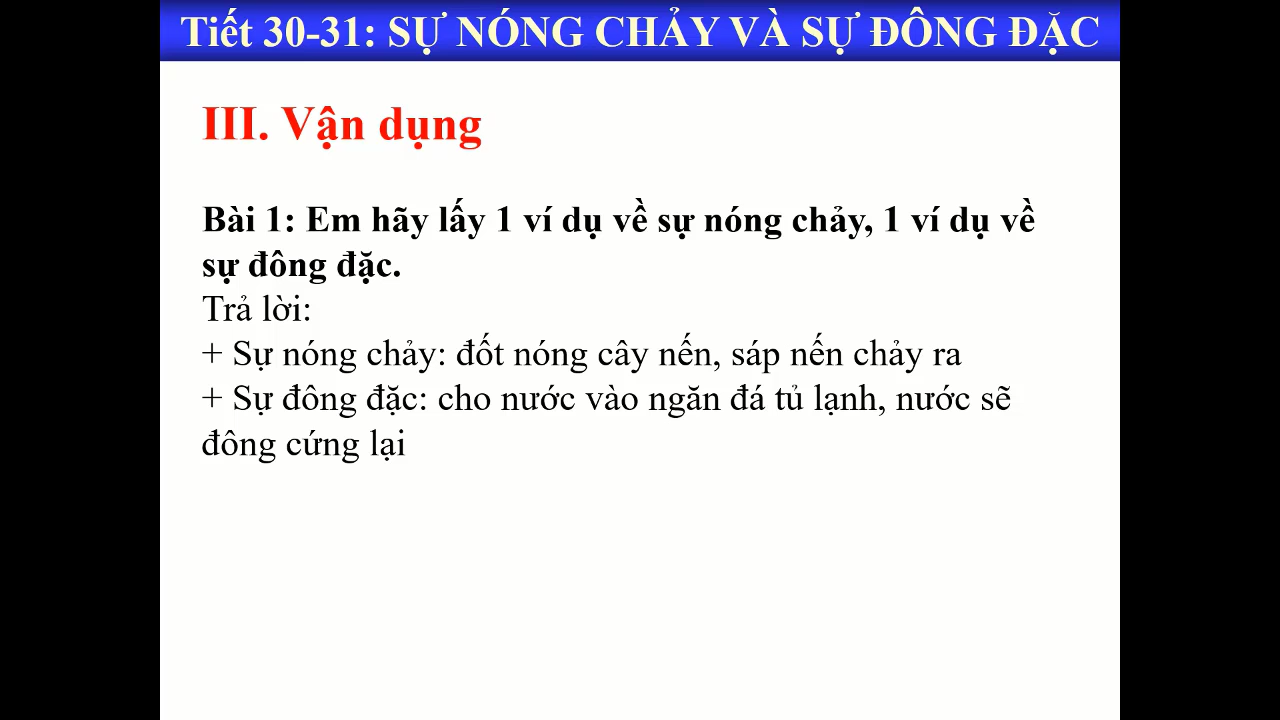 Tiết 30-31: SỰ NÓNG CHẢY VÀ SỰ ĐÔNG ĐẶC
III. Vận dụng
Bài 1: Em hãy lấy 1 ví dụ về sự nóng chảy, 1 ví dụ về
sự đông đặc.
Trả lời:
+ Sự nóng chảy: đốt nóng cây nến, sáp nến chảy ra
+ Sự đông đặc: cho nước vào ngăn đá tủ lạnh, nước sẽ
đông cứng lại